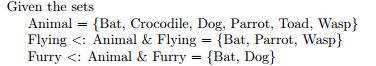 Given the sets
Animal = {Bat, Crocodile, Dog, Parrot, Toad, Wasp}
Flying <: Animal & Flying = {Bat, Parrot, Wasp}
Furry <: Animal & Furry = {Bat, Dog}